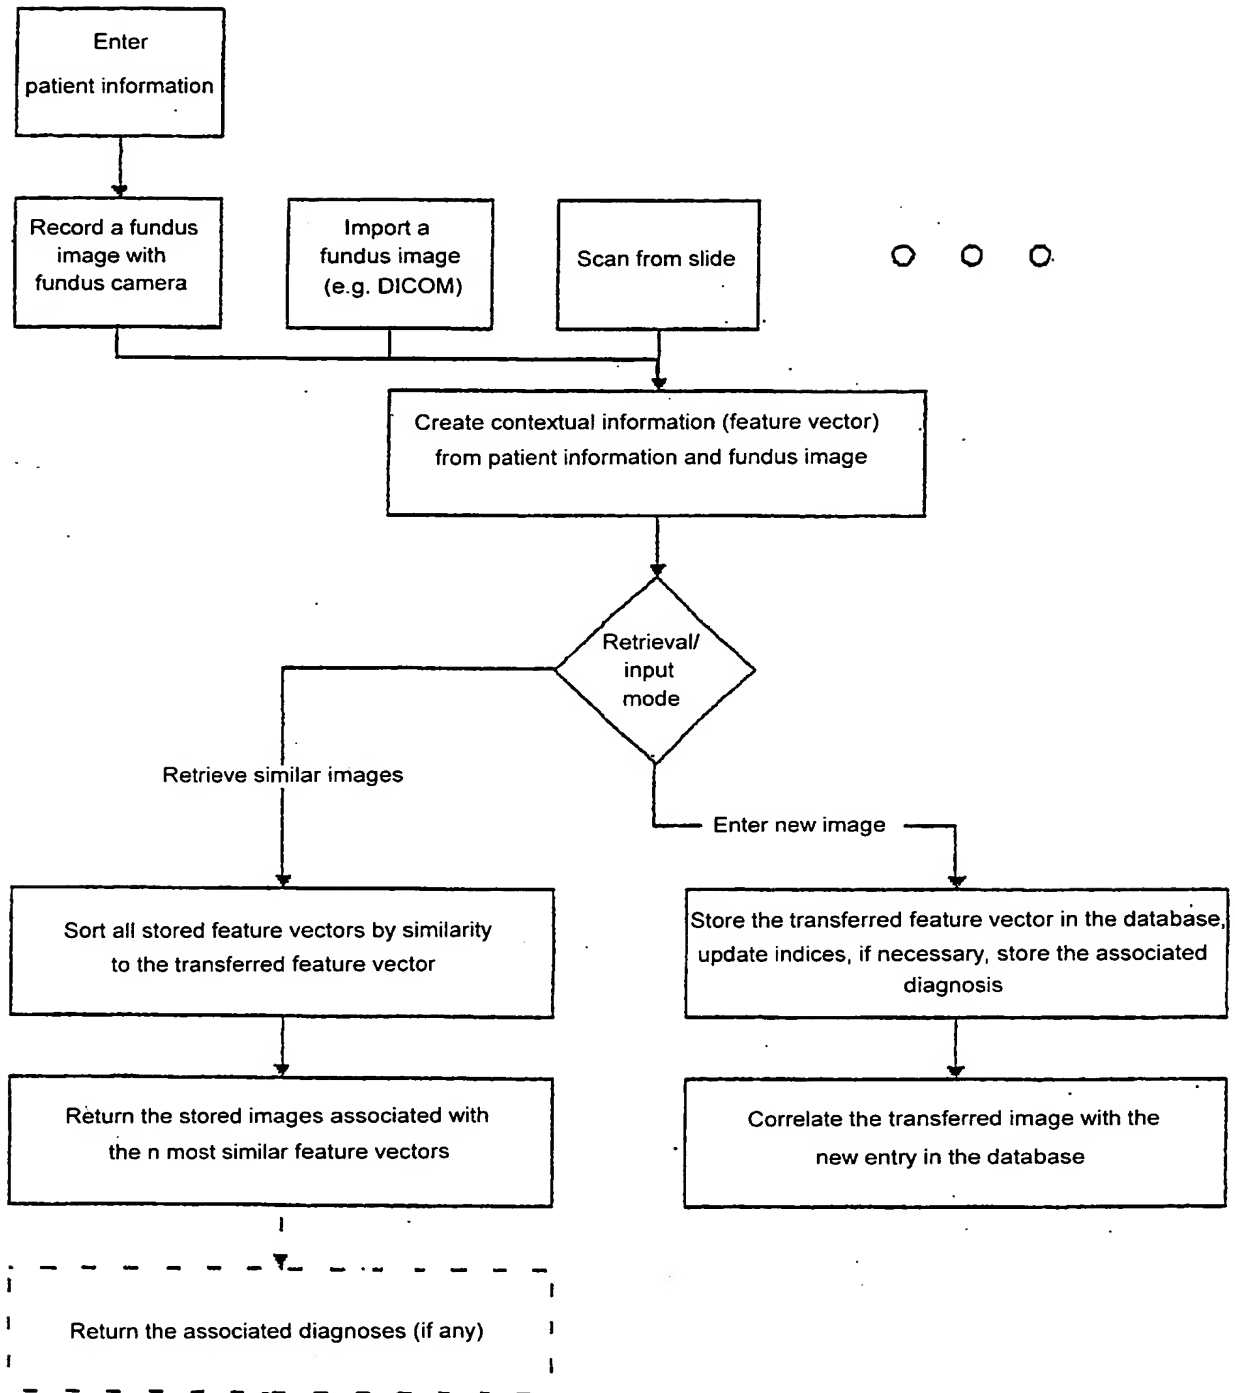 Enter
patient information
Record a fundus
image with
fundus camera
Import a
fundus image
(e.g. DICOM)
Scan from slide
Create contextual information (feature vector)
from patient information and fundus image
Retrieval/
input
mode
Retrieve similar images
Enter new image
Sort all stored feature vectors by similarity
to the transferred feature vector
Store the transferred feature vector in the database,
update indices, if necessary, store the associated
diagnosis
Return the stored images associated with
the n most similar feature vectors
Correlate the transferred image with the
new entry in the database
Return the associated diagnoses (if any)